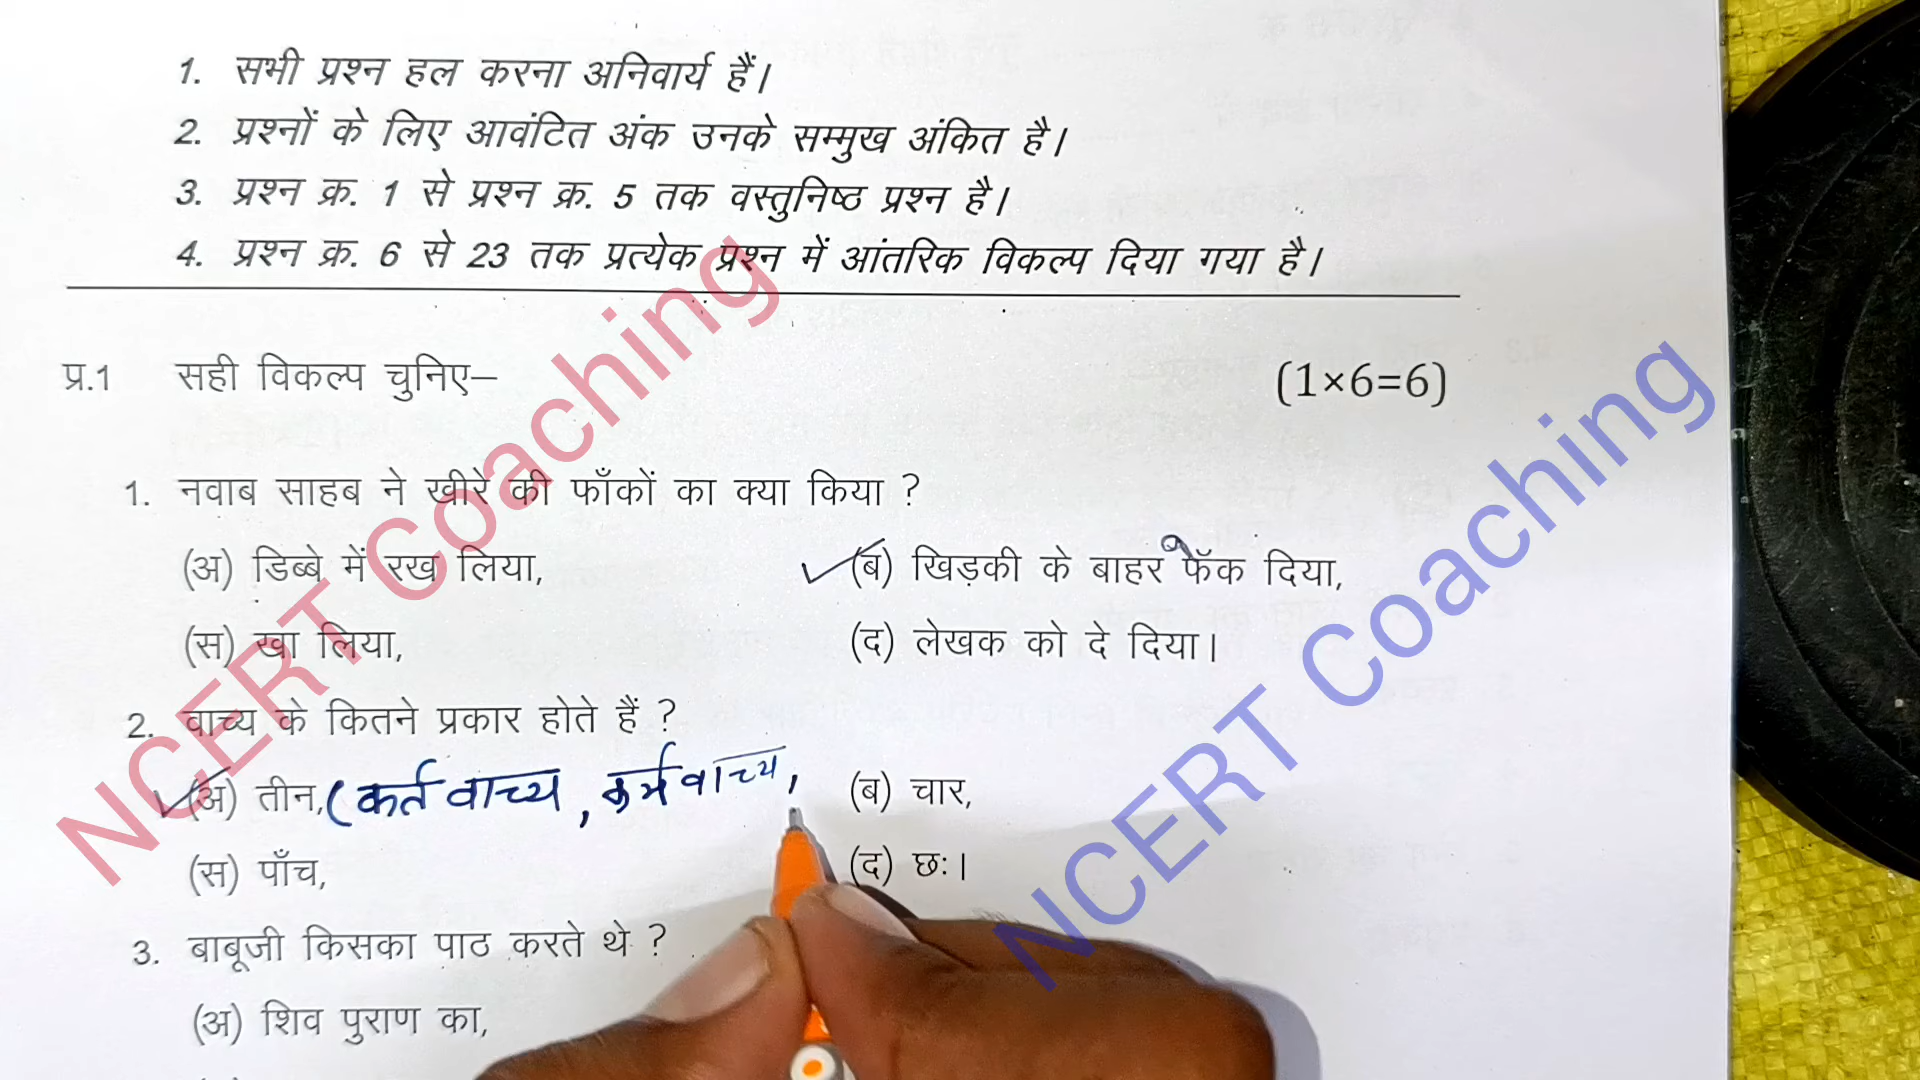 1. सभी प्रश्न हल करना अनिवार्य हैं।
2. प्रश्नों के लिए आवंटित अंक उनके सम्मुख अंकित है।
3. प्रश्न क्र. 1 से प्रश्न क्र. 5 तक वस्तुनिष्ठ प्रश्न है।
4. प्रश्न क्र. 6 से 23 तक प्रत्येक प्रश्न में आंतरिक विकल्प दिया गया है।
प्र.1 सही विकल्प चुनिए– (1×6=6)
1. नवाब साहब ने खीरे की फाँकों का क्या किया ?
(अ) डिब्बे में रख लिया, (ब) खिड़की के बाहर फेंक दिया,
(स) खा लिया, (द) लेखक को दे दिया।
2. वाच्य के कितने प्रकार होते हैं ?
(अ) तीन, (कर्त वाच्य, कर्म वाच्य, (ब) चार,
(स) पाँच, (द) छः।
3. बाबूजी किसका पाठ करते थे ?
(अ) शिव पुराण का,
NCERT Coaching
NCERT Coaching